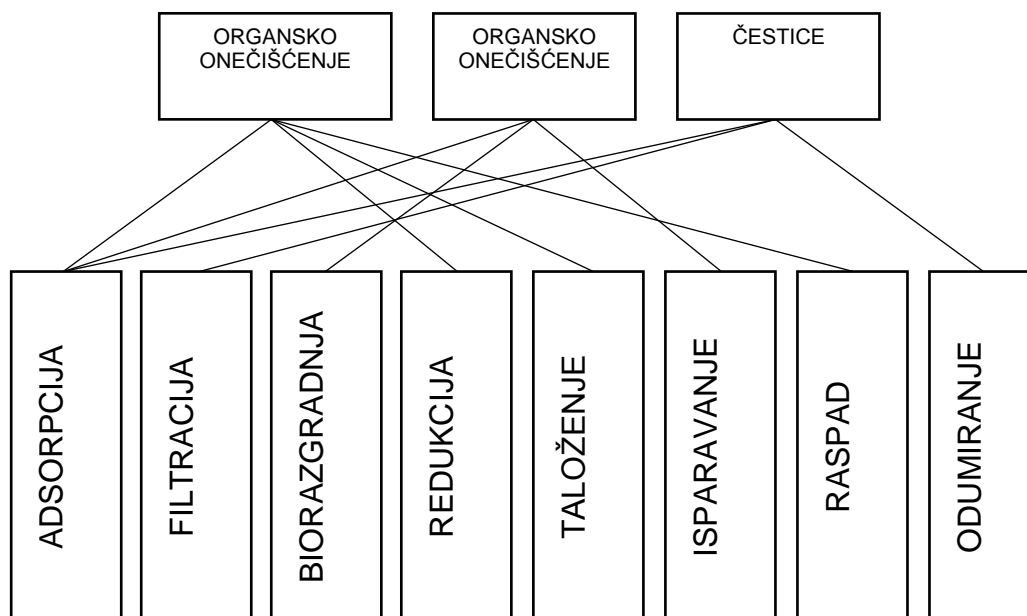 ORGANSKO
ONEČIŠĆENJE
ORGANSKO
ONEČIŠĆENJE
ČESTICE
ADSORPCIJA
FILTRACIJA
BIORAZGRADNJA
REDUKCIJA
TALOŽENJE
ISPARAVANJE
RASPAD
ODUMIRANJE